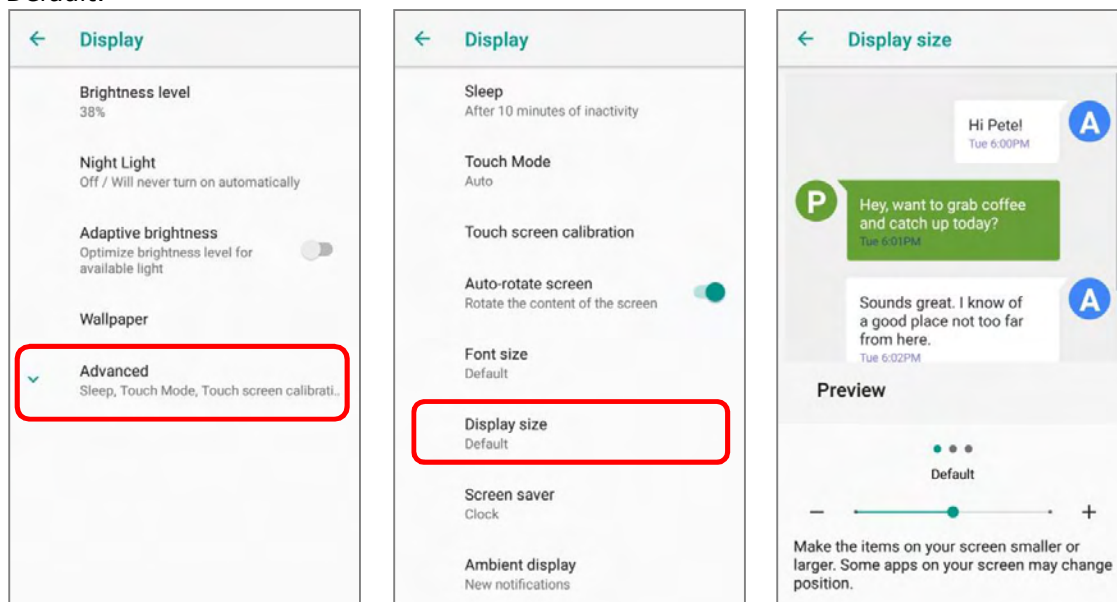 Default.
Display
Brightness level
38%
Night Light
Off / Will never turn on automatically
Adaptive brightness
Optimize brightness level for
available light
Wallpaper
Advanced
Sleep, Touch Mode, Touch screen calibrati..
Display
Sleep
After 10 minutes of inactivity
Touch Mode
Auto
Touch screen calibration
Auto-rotate screen
Rotate the content of the screen
Font size
Default
Display size
Default
Screen saver
Clock
Ambient display
New notifications
Display size
Hi Pete!
Tue 6:00PM
A
P
Hey, want to grab coffee
and catch up today?
Tue 6:01PM
Sounds great. I know of
a good place not too far
from here.
Tue 6:02PM
A
Preview
Default
Make the items on your screen smaller or
larger. Some apps on your screen may change
position.